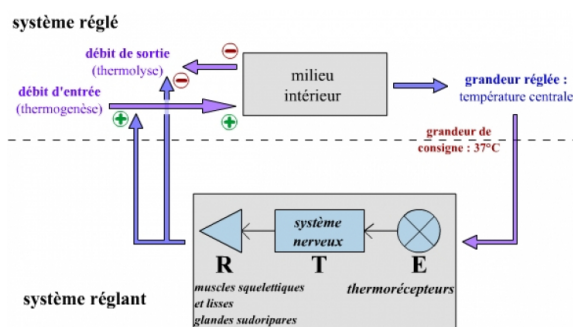 système réglé
débit de sortie
(thermolyse)
débit d'entrée
(thermogenèse)
milieu
intérieur
grandeur réglée :
température centrale
grandeur de
consigne : 37°C
système
nerveux
R
T
E
muscles squelettiques
et lisses
glandes sudoripares
thermorécepteurs
système réglant